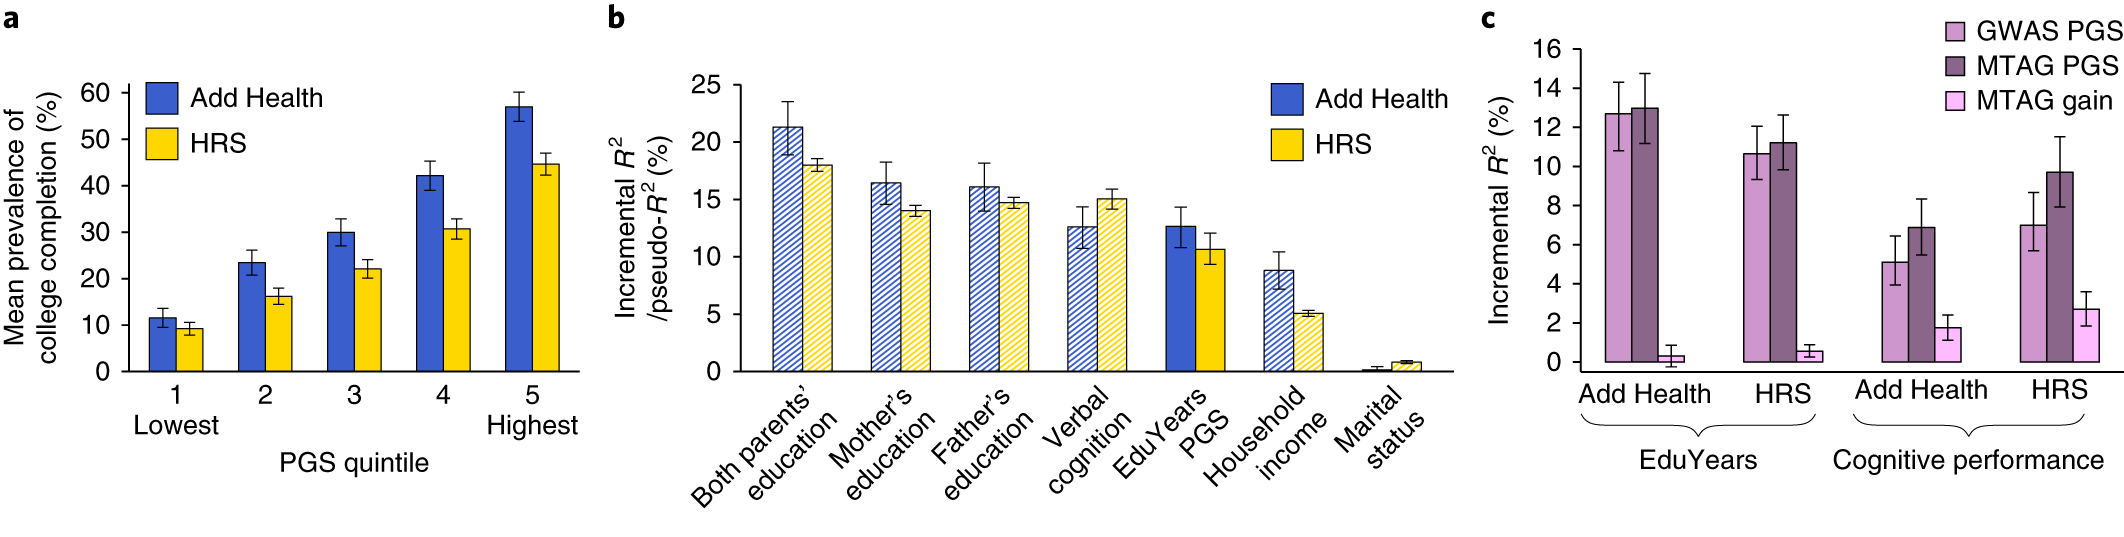 a
Mean prevalence of
college completion (%)
60
50
40
30
20
10
0
Add Health
HRS
1
2
3
4
5
Lowest
Highest
PGS quintile
b
Incremental R²
/pseudo-R² (%)
25
20
15
10
5
0
Add Health
HRS
Both parents’
education
Mother’s
education
Father’s
education
Verbal
cognition
EduYears
PGS
Household
income
Marital
status
c
Incremental R² (%)
16
14
12
10
8
6
4
2
0
GWAS PGS
MTAG PGS
MTAG gain
Add Health
HRS
Add Health
HRS
EduYears
Cognitive performance